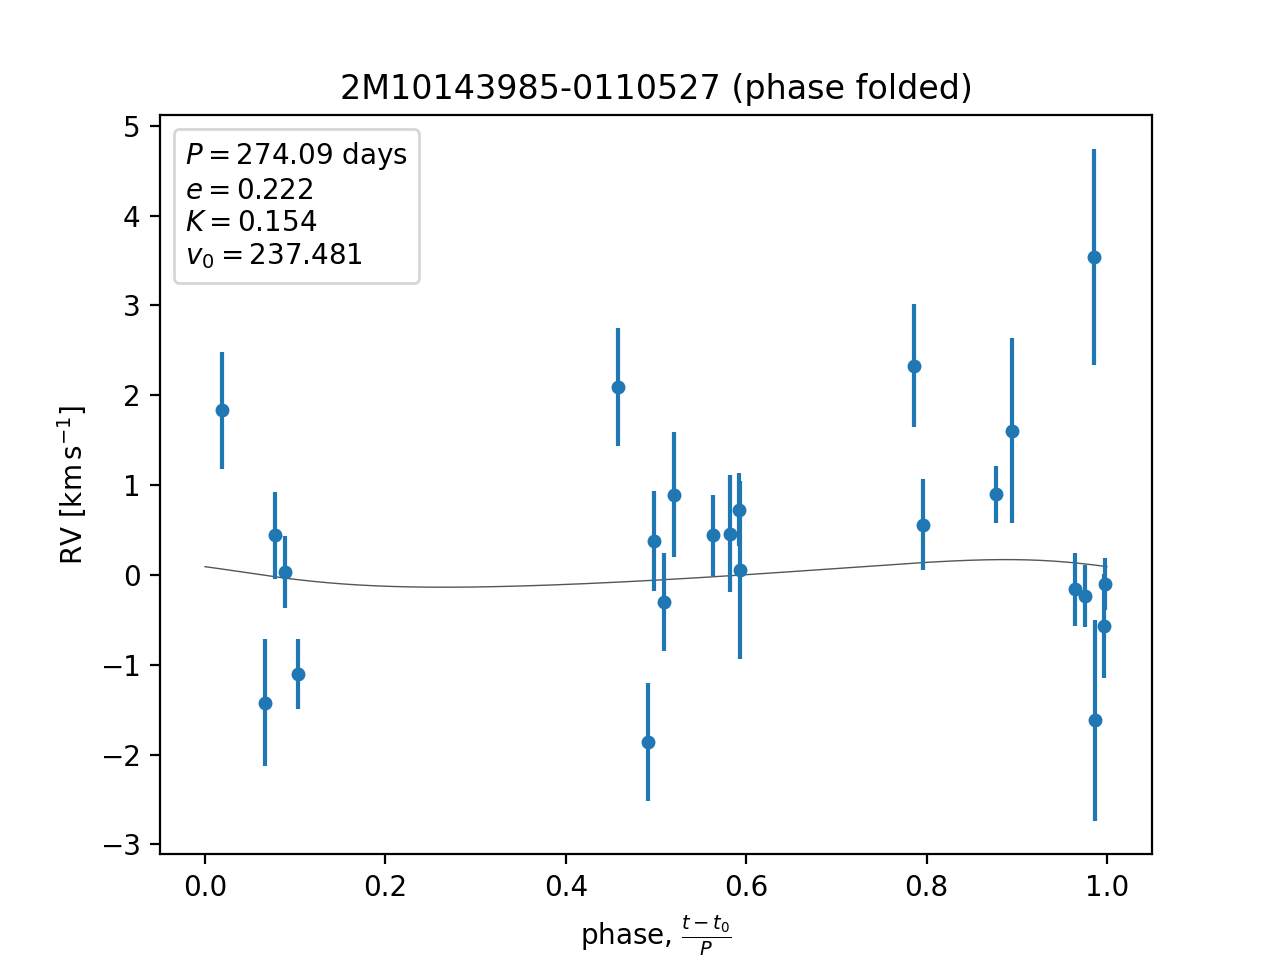 2M10143985-0110527 (phase folded)
P = 274.09 days
e = 0.222
K = 0.154
v₀ = 237.481
RV [km s⁻¹]
5
4
3
2
1
0
−1
−2
−3
0.0 0.2 0.4 0.6 0.8 1.0
phase, (t − t₀)/P